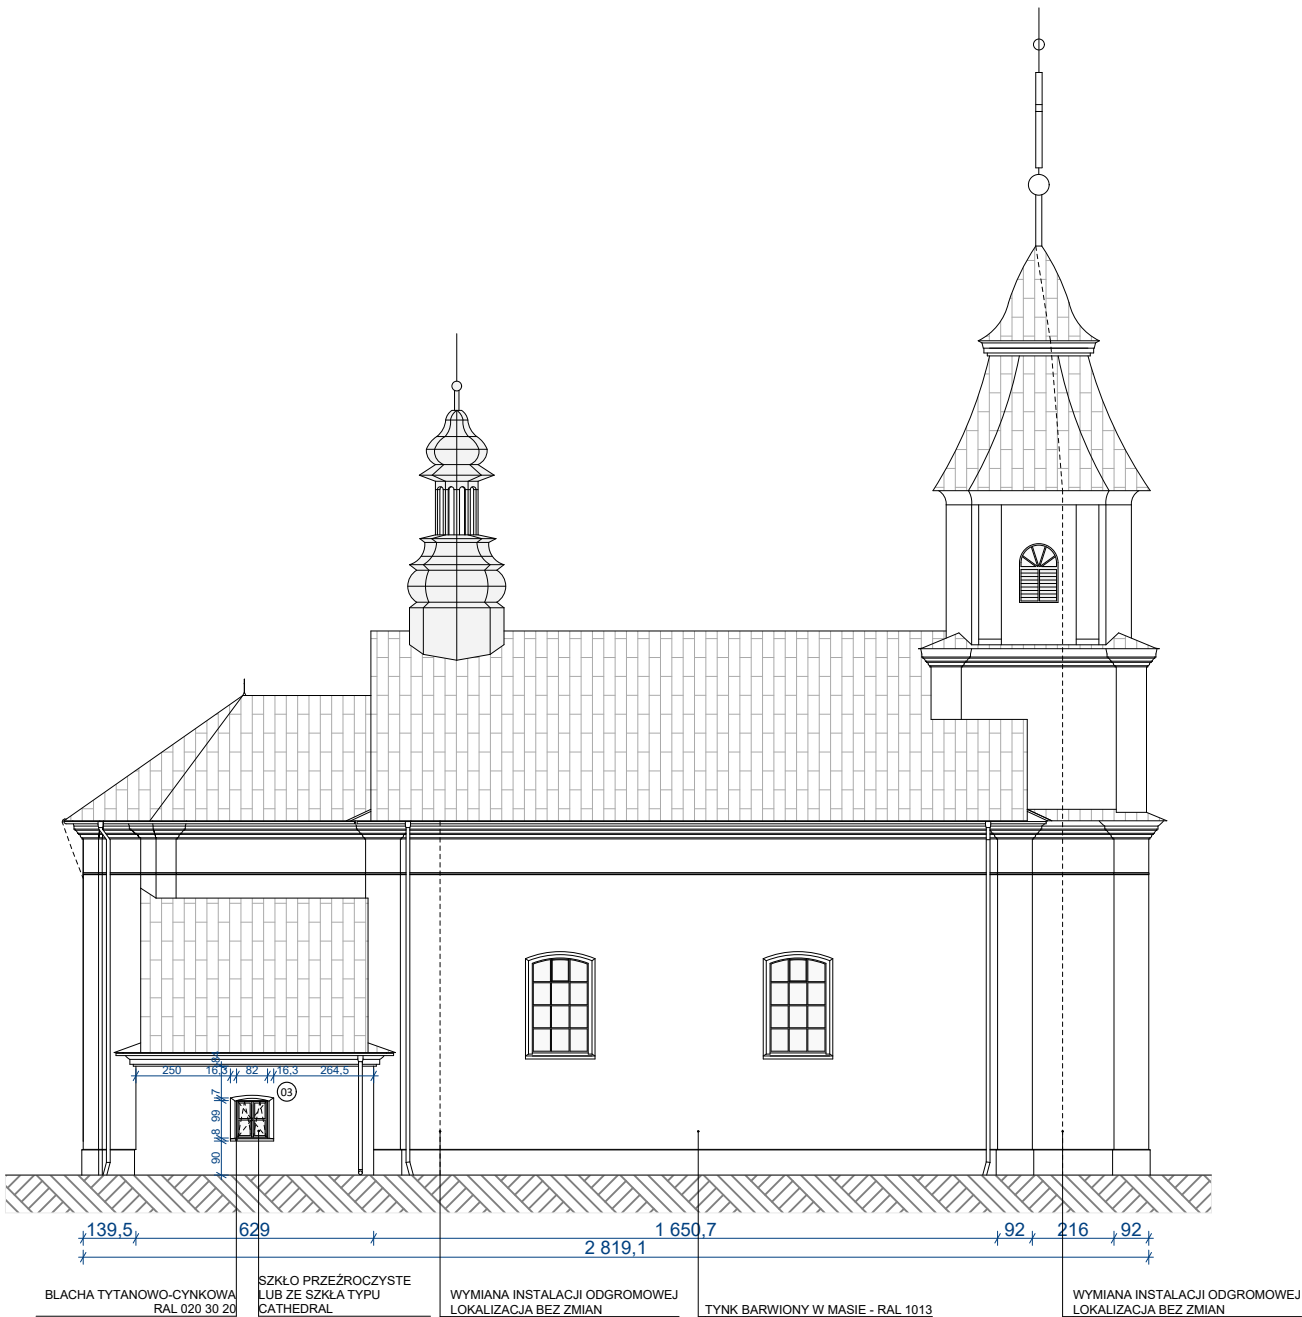 250 16,3 82 16,3 264,5
03
7
99
8
90
139,5 629 1 650,7 92 216 92
2 819,1
BLACHA TYTANOWO-CYNKOWA
RAL 020 30 20
SZKŁO PRZEŹROCZYSTE
LUB ZE SZKŁA TYPU
CATHEDRAL
WYMIANA INSTALACJI ODGROMOWEJ
LOKALIZACJA BEZ ZMIAN
TYNK BARWIONY W MASIE - RAL 1013
WYMIANA INSTALACJI ODGROMOWEJ
LOKALIZACJA BEZ ZMIAN